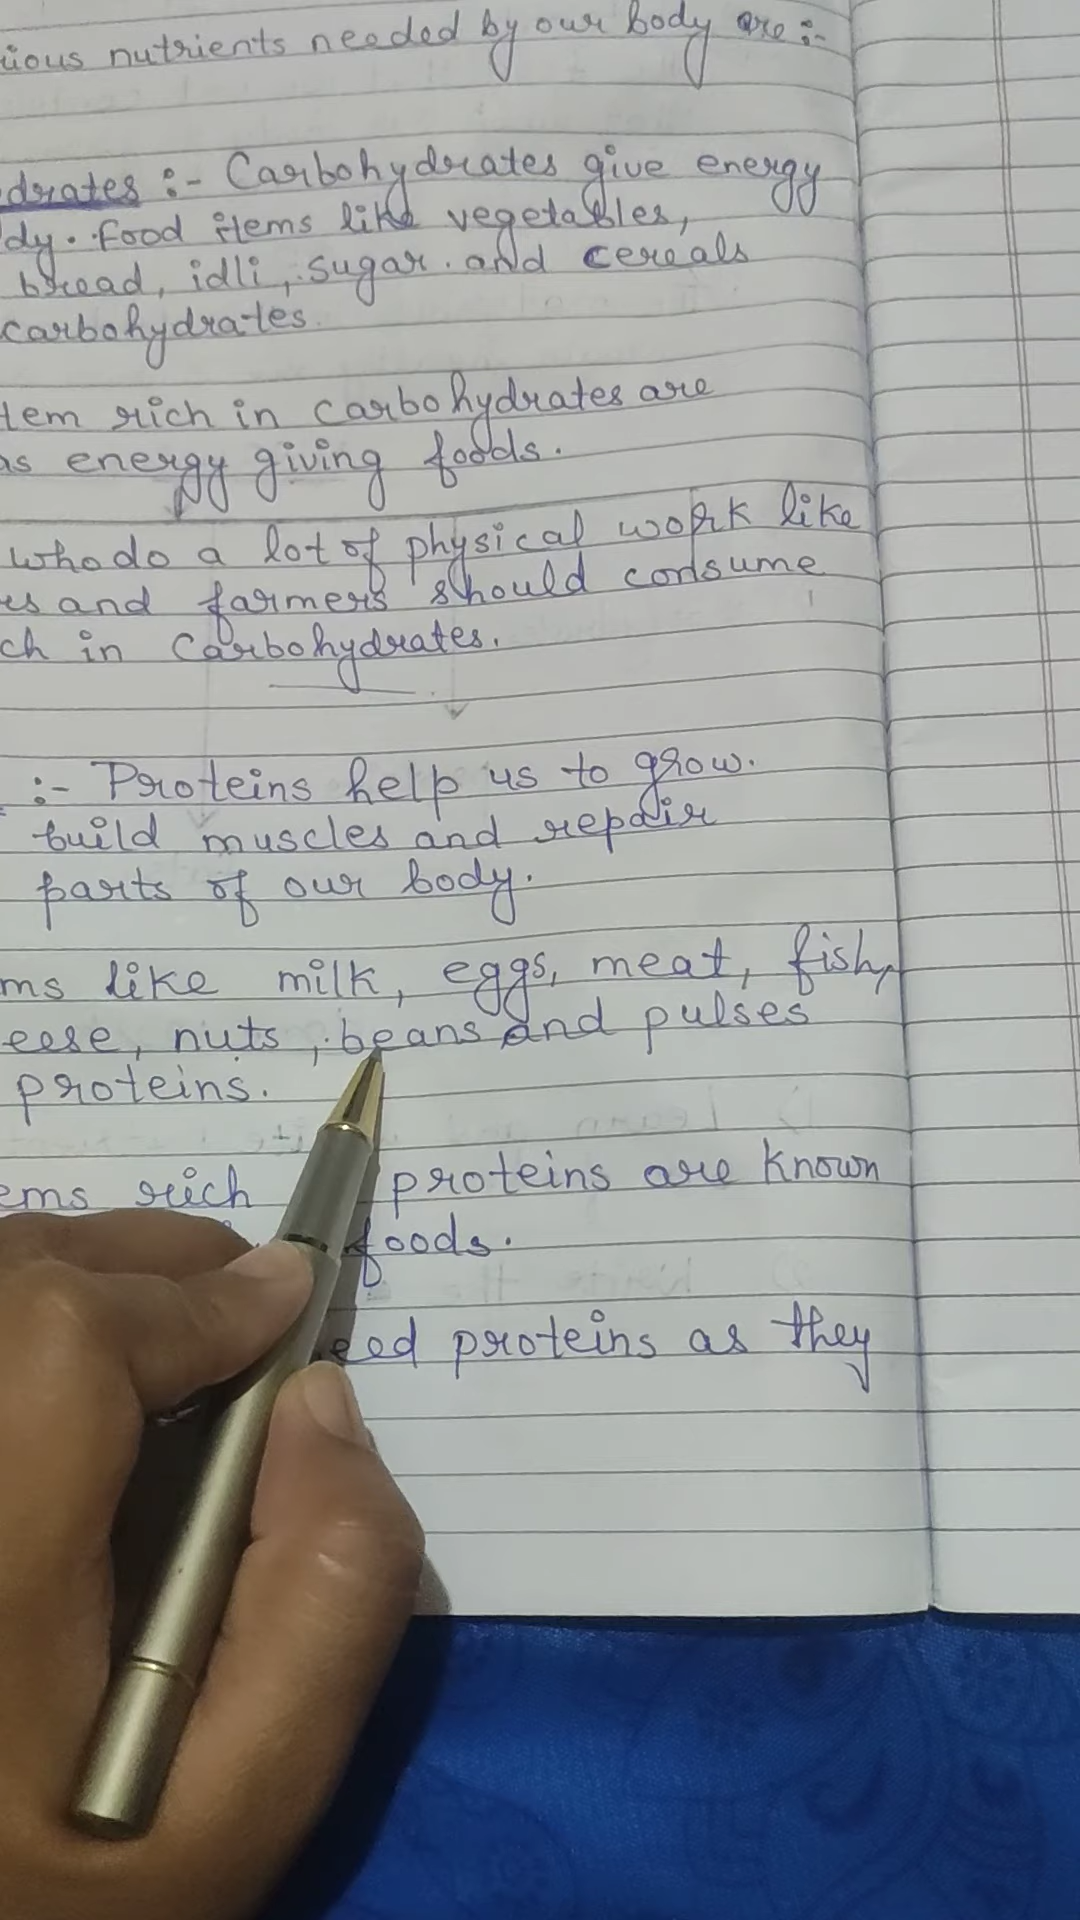 nutrients needed by our body are :-
drates :- Carbohydrates give energy
dy. food items like vegetables,
bread, idli, sugar and cereals
carbohydrates.
tem rich in carbohydrates are
as energy giving foods.
who do a lot of physical work like
es and farmers should consume
ch in Carbohydrates.
:- Proteins help us to grow.
build muscles and repair
parts of our body.
ms like milk, eggs, meat, fish,
eese, nuts, beans and pulses
proteins.
ems rich proteins are known
foods.
eed proteins as they